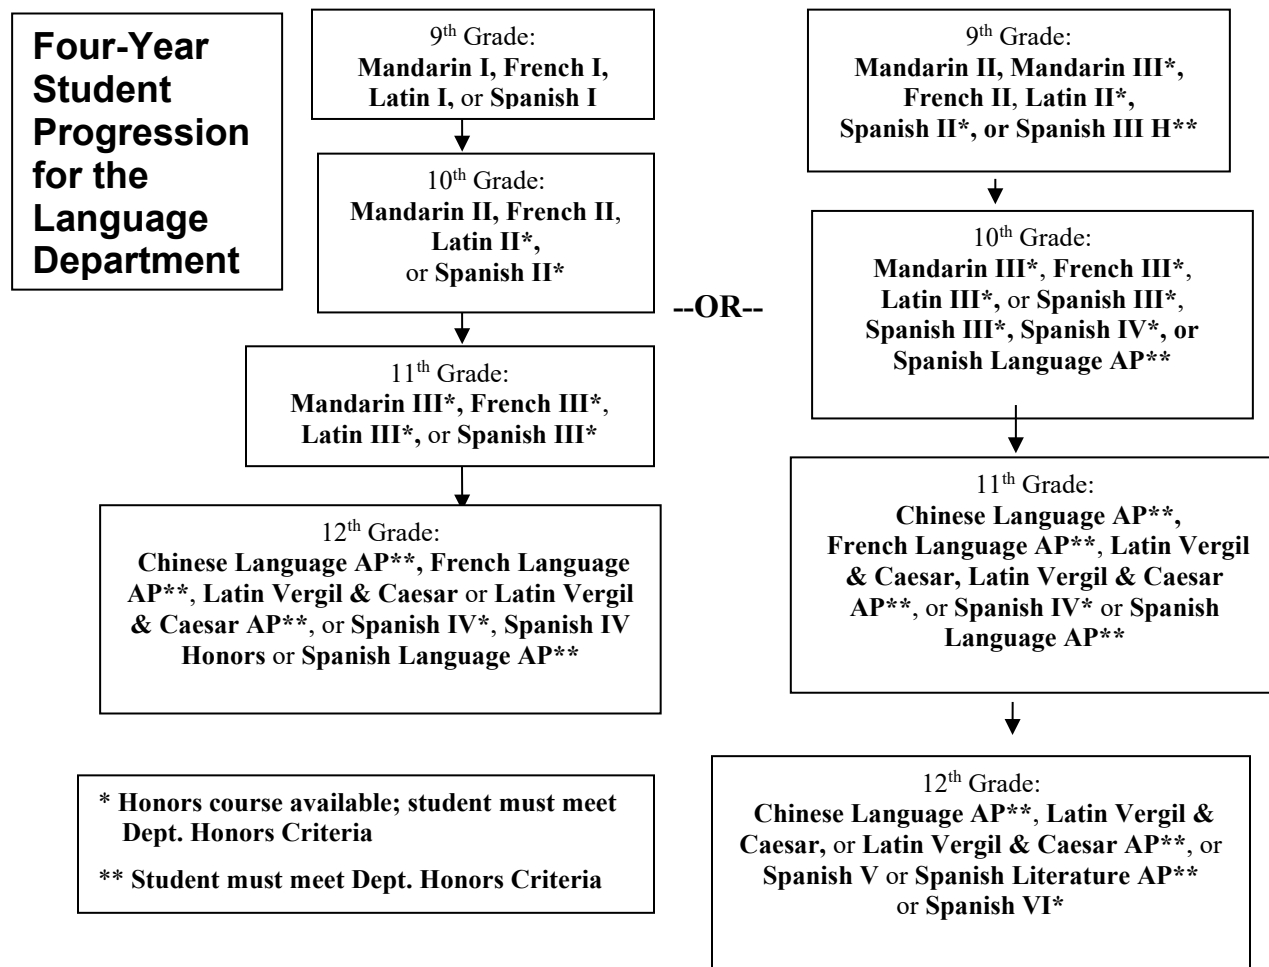 Four-Year
Student
Progression
for the
Language
Department
9th Grade:
Mandarin I, French I,
Latin I, or Spanish I
10th Grade:
Mandarin II, French II,
Latin II*,
or Spanish II*
11th Grade:
Mandarin III*, French III*,
Latin III*, or Spanish III*
12th Grade:
Chinese Language AP**, French Language
AP**, Latin Vergil & Caesar or Latin Vergil
& Caesar AP**, or Spanish IV*, Spanish IV
Honors or Spanish Language AP**
* Honors course available; student must meet
Dept. Honors Criteria
** Student must meet Dept. Honors Criteria
--OR--
9th Grade:
Mandarin II, Mandarin III*,
French II, Latin II*,
Spanish II*, or Spanish III H**
10th Grade:
Mandarin III*, French III*,
Latin III*, or Spanish III*,
Spanish III*, Spanish IV*, or
Spanish Language AP**
11th Grade:
Chinese Language AP**,
French Language AP**, Latin Vergil
& Caesar, Latin Vergil & Caesar
AP**, or Spanish IV* or Spanish
Language AP**
12th Grade:
Chinese Language AP**, Latin Vergil &
Caesar, or Latin Vergil & Caesar AP**, or
Spanish V or Spanish Literature AP**
or Spanish VI*